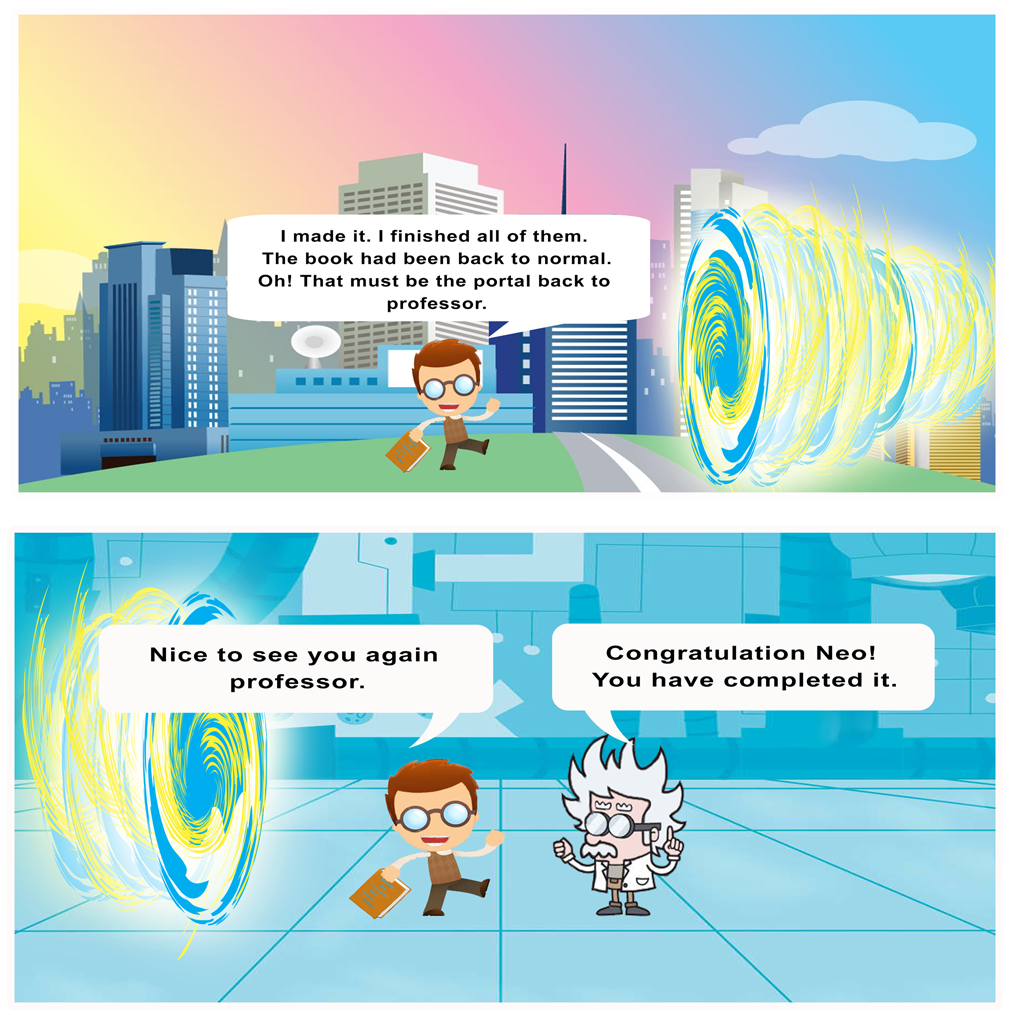 I made it. I finished all of them.
The book had been back to normal.
Oh! That must be the portal back to
professor.
Nice to see you again
professor.
Congratulation Neo!
You have completed it.